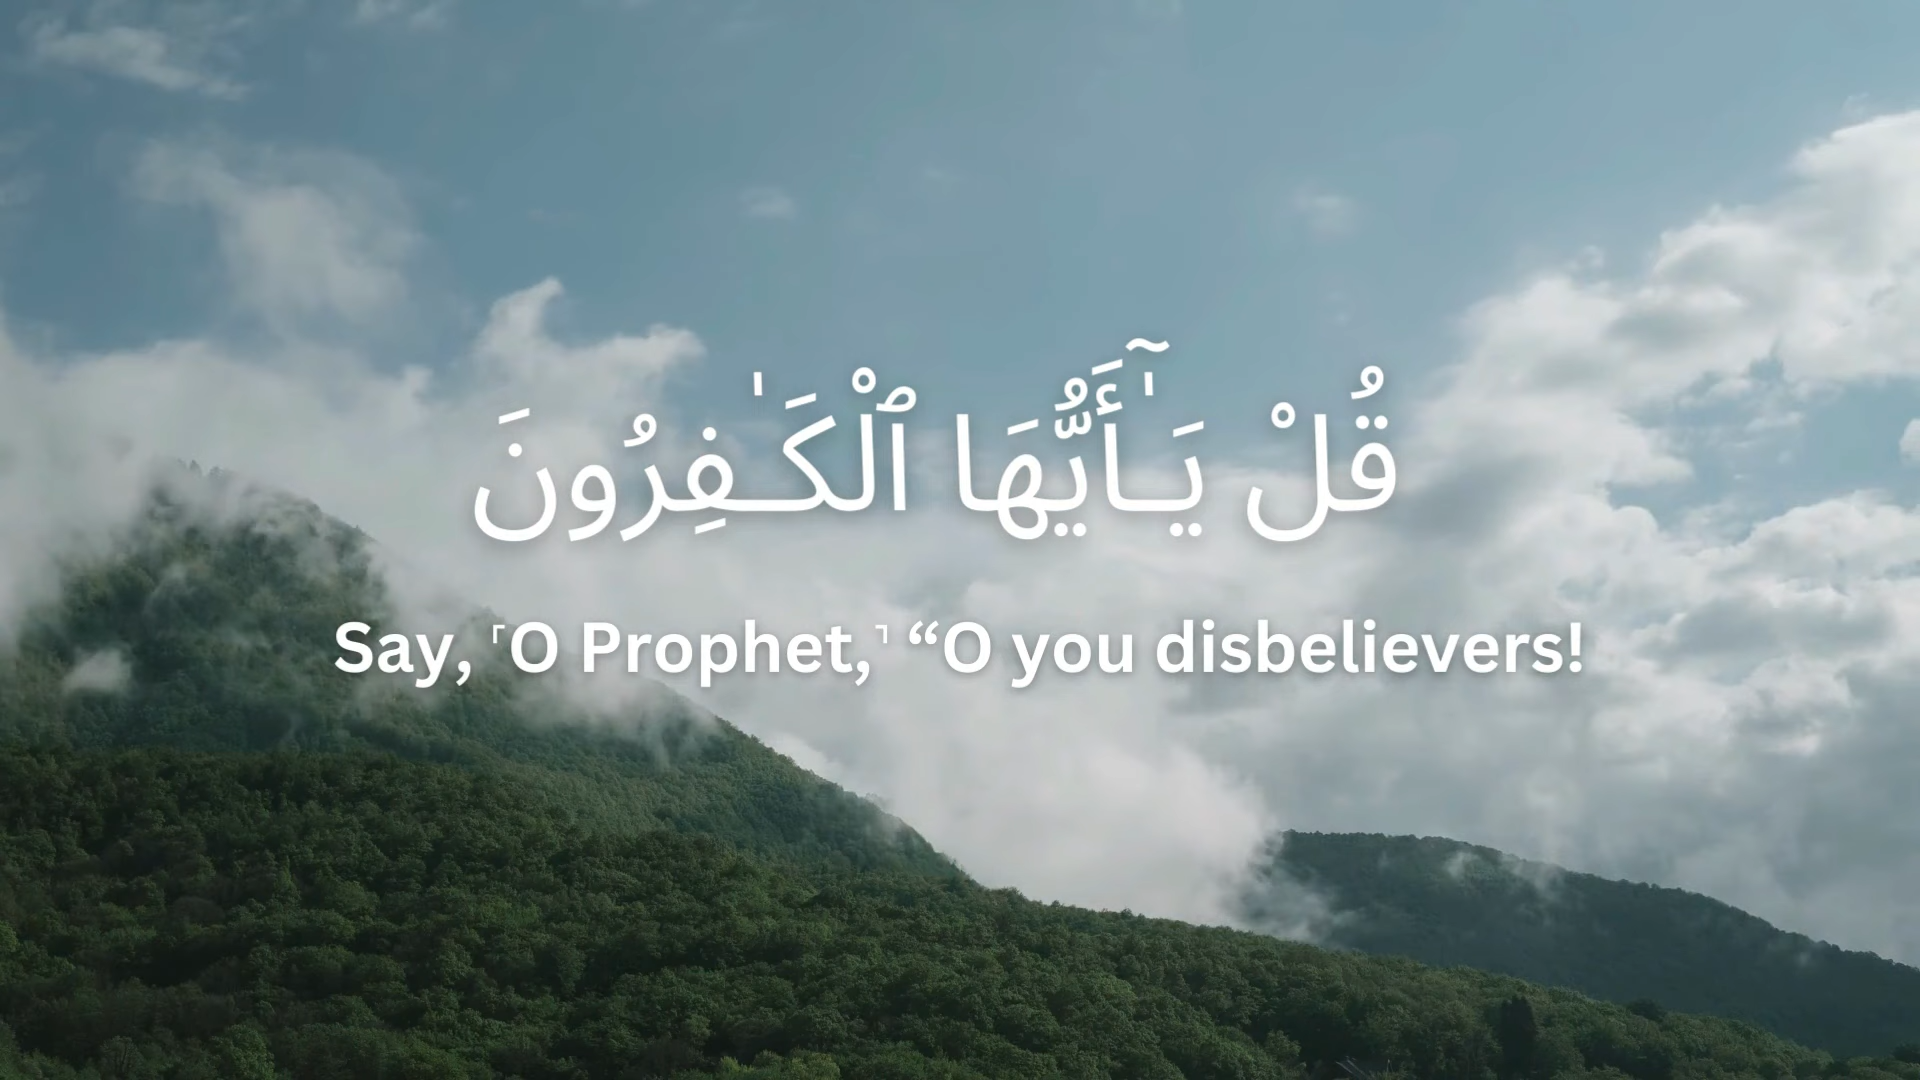 قُلْ يَـٰٓأَيُّهَا ٱلْكَـٰفِرُونَ
Say, ˹O Prophet,˺ “O you disbelievers!